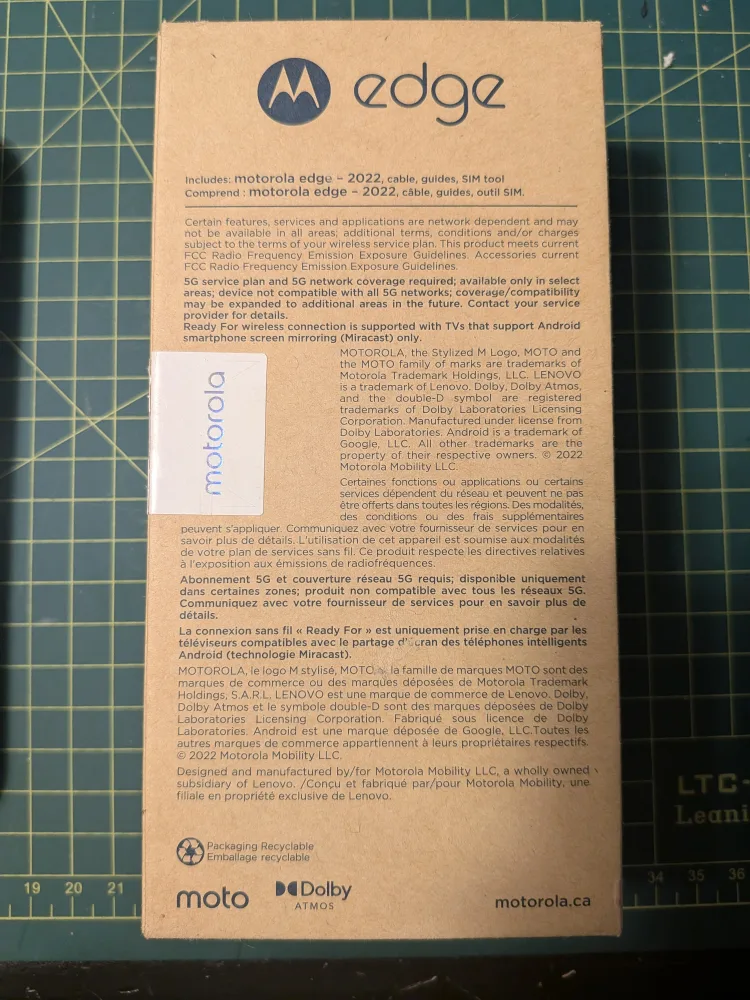 edge
Includes: motorola edge – 2022, cable, guides, SIM tool
Comprend : motorola edge – 2022, câble, guides, outil SIM.
Certain features, services and applications are network dependent and may
not be available in all areas; additional terms, conditions and/or charges
subject to the terms of your wireless service plan. This product meets current
FCC Radio Frequency Emission Exposure Guidelines. Accessories current
FCC Radio Frequency Emission Exposure Guidelines.
5G service plan and 5G network coverage required; available only in select
areas; device not compatible with all 5G networks; coverage/compatibility
may be expanded to additional areas in the future. Contact your service
provider for details.
Ready For wireless connection is supported with TVs that support Android
smartphone screen mirroring (Miracast) only.
motorola
MOTOROLA, the Stylized M Logo, MOTO and
the MOTO family of marks are trademarks of
Motorola Trademark Holdings, LLC. LENOVO
is a trademark of Lenovo. Dolby, Dolby Atmos,
and the double-D symbol are registered
trademarks of Dolby Laboratories Licensing
Corporation. Manufactured under license from
Dolby Laboratories. Android is a trademark of
Google, LLC. All other trademarks are the
property of their respective owners. © 2022
Motorola Mobility LLC.
Certaines fonctions ou applications ou certains
services dépendent du réseau et peuvent ne pas
être offerts dans toutes les régions. Des modalités,
des conditions ou des frais supplémentaires
peuvent s'appliquer. Communiquez avec votre fournisseur de services pour en
savoir plus de détails. L'utilisation de cet appareil est soumise aux modalités
de votre plan de services sans fil. Ce produit respecte les directives relatives
à l'exposition aux émissions de radiofréquences.
Abonnement 5G et couverture réseau 5G requis; disponible uniquement
dans certaines zones; produit non compatible avec tous les réseaux 5G.
Communiquez avec votre fournisseur de services pour en savoir plus de
détails.
La connexion sans fil « Ready For » est uniquement prise en charge par les
téléviseurs compatibles avec le partage d'écran des téléphones intelligents
Android (technologie Miracast).
MOTOROLA, le logo M stylisé, MOTO la famille de marques MOTO sont des
marques de commerce ou des marques déposées de Motorola Trademark
Holdings, S.A.R.L. LENOVO est une marque de commerce de Lenovo. Dolby,
Dolby Atmos et le symbole double-D sont des marques déposées de Dolby
Laboratories Licensing Corporation. Fabriqué sous licence de Dolby
Laboratories. Android est une marque déposée de Google, LLC.Toutes les
autres marques de commerce appartiennent à leurs propriétaires respectifs.
© 2022 Motorola Mobility LLC.
Designed and manufactured by/for Motorola Mobility LLC, a wholly owned
subsidiary of Lenovo. /Conçu et fabriqué par/pour Motorola Mobility, une
filiale en propriété exclusive de Lenovo.
Packaging Recyclable
Emballage recyclable
moto
Dolby
ATMOS
motorola.ca
LTC-
Leani
19 20 21
34 35 36